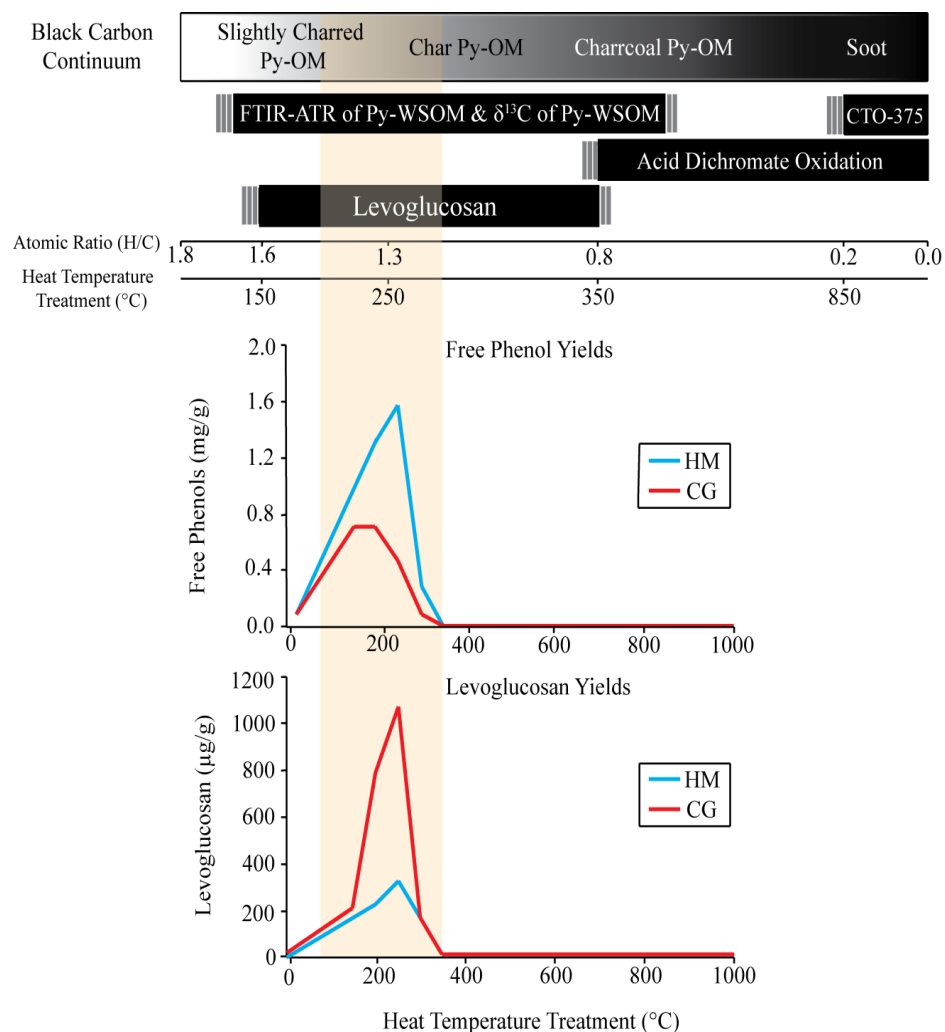 Black Carbon
Continuum
Slightly Charred
Py-OM
Char Py-OM
Charrcoal Py-OM
Soot
FTIR-ATR of Py-WSOM & δ¹³C of Py-WSOM
CTO-375
Acid Dichromate Oxidation
Levoglucosan
Atomic Ratio (H/C)
1.8 1.6 1.3 0.8 0.2 0.0
Heat Temperature
Treatment (°C)
150 250 350 850
Free Phenol Yields
Free Phenols (mg/g)
2.0
1.6
1.2
0.8
0.4
0.0
HM
CG
0 200 400 600 800 1000
Levoglucosan Yields
Levoglucosan (µg/g)
1200
1000
800
600
400
200
0
HM
CG
0 200 400 600 800 1000
Heat Temperature Treatment (°C)